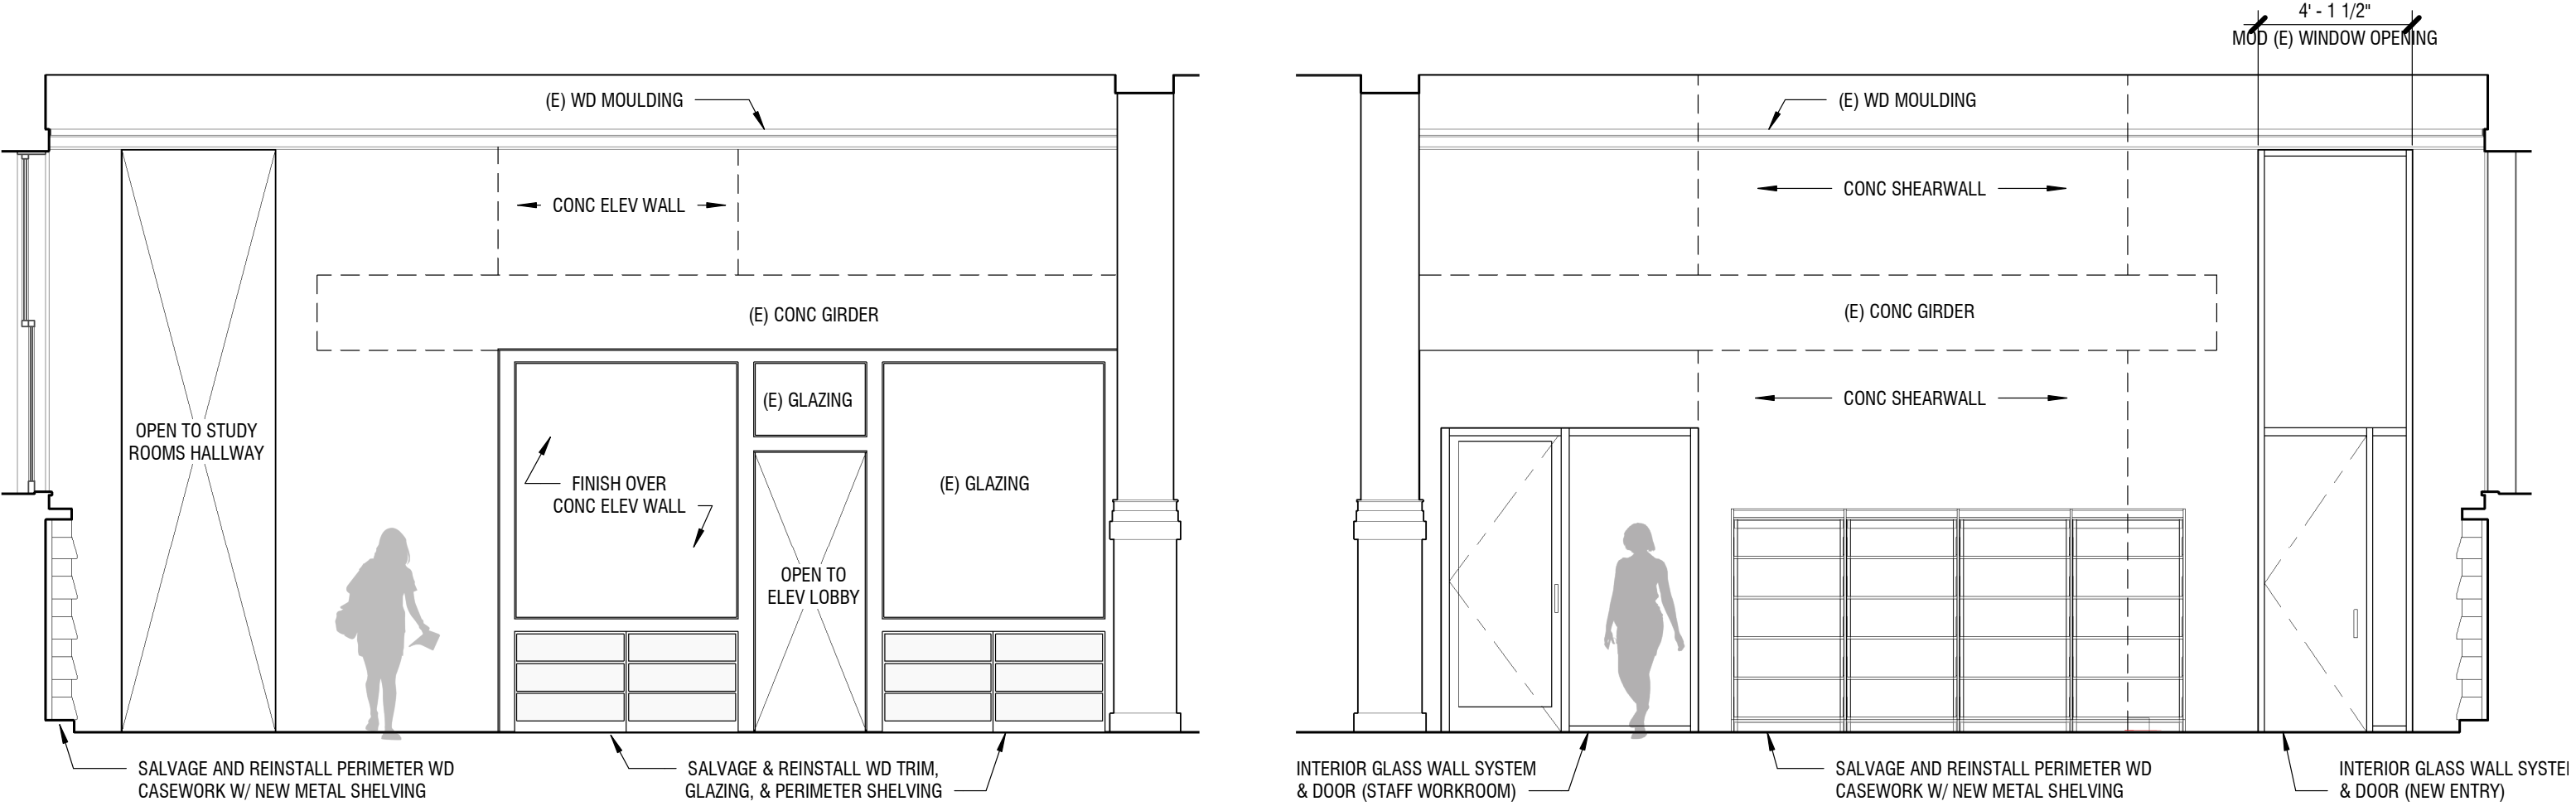 4' - 1 1/2"
MOD (E) WINDOW OPENING
(E) WD MOULDING
CONC ELEV WALL
(E) CONC GIRDER
OPEN TO STUDY
ROOMS HALLWAY
(E) GLAZING
FINISH OVER
CONC ELEV WALL
(E) GLAZING
OPEN TO
ELEV LOBBY
SALVAGE AND REINSTALL PERIMETER WD
CASEWORK W/ NEW METAL SHELVING
SALVAGE & REINSTALL WD TRIM,
GLAZING, & PERIMETER SHELVING
(E) WD MOULDING
CONC SHEARWALL
(E) CONC GIRDER
CONC SHEARWALL
INTERIOR GLASS WALL SYSTEM
& DOOR (STAFF WORKROOM)
SALVAGE AND REINSTALL PERIMETER WD
CASEWORK W/ NEW METAL SHELVING
INTERIOR GLASS WALL SYSTE
& DOOR (NEW ENTRY)